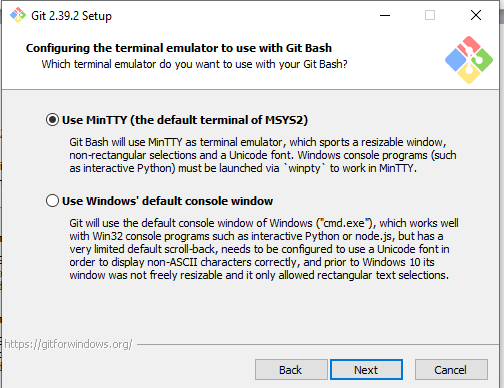 Git 2.39.2 Setup
Configuring the terminal emulator to use with Git Bash
Which terminal emulator do you want to use with your Git Bash?
Use MinTTY (the default terminal of MSYS2)
Git Bash will use MinTTY as terminal emulator, which sports a resizable window,
non-rectangular selections and a Unicode font. Windows console programs (such
as interactive Python) must be launched via `winpty` to work in MinTTY.
Use Windows' default console window
Git will use the default console window of Windows ("cmd.exe"), which works well
with Win32 console programs such as interactive Python or node.js, but has a
very limited default scroll-back, needs to be configured to use a Unicode font in
order to display non-ASCII characters correctly, and prior to Windows 10 its
window was not freely resizable and it only allowed rectangular text selections.
https://gitforwindows.org/
Back
Next
Cancel